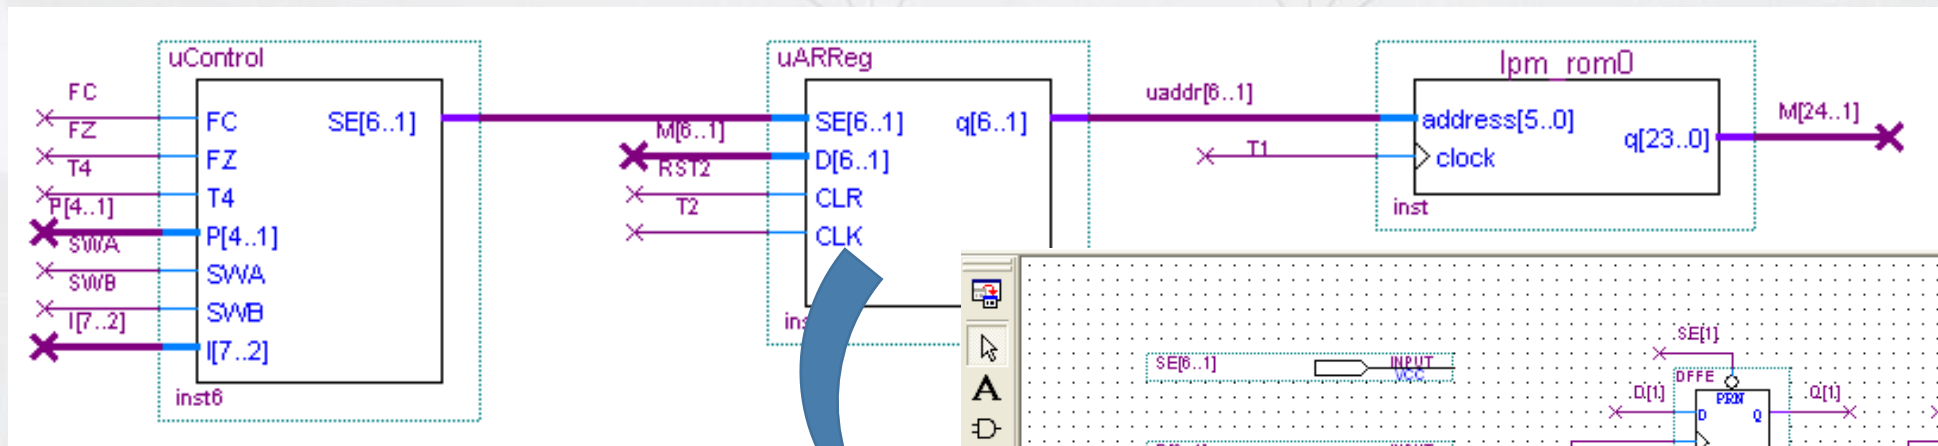 uControl
FC
FZ
T4
P[4..1]
SWA
SWB
I[7..2]
FC
FZ
T4
P[4..1]
SWA
SWB
I[7..2]
SE[6..1]
inst6
uARReg
M[6..1]
RST2
T2
SE[6..1]
D[6..1]
CLR
CLK
q[6..1]
uaddr[6..1]
T1
lpm_rom0
address[5..0]
clock
q[23..0]
inst
M[24..1]
A
SE[6..1]
INPUT
VCC
INPUT
SE[1]
DFFE
PRN
D[1]
D
Q
Q[1]